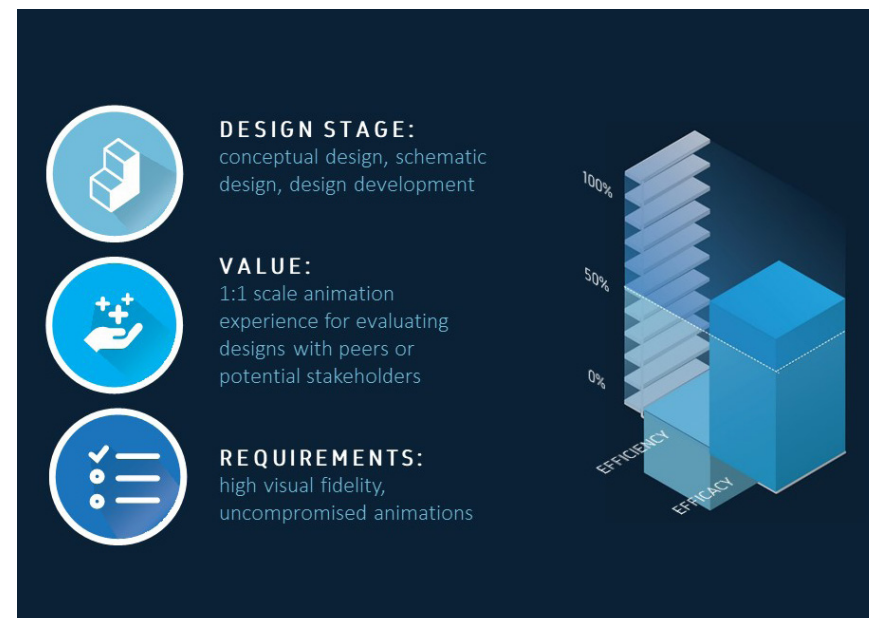 DESIGN STAGE:
conceptual design, schematic
design, design development
VALUE:
1:1 scale animation
experience for evaluating
designs with peers or
potential stakeholders
REQUIREMENTS:
high visual fidelity,
uncompromised animations
100%
50%
0%
EFFICIENCY
EFFICACY